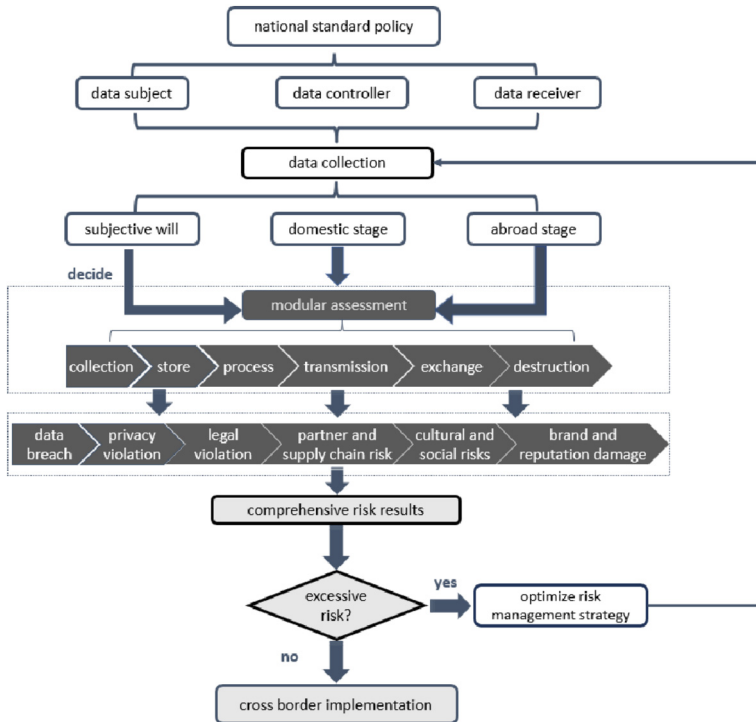 national standard policy
data subject
data controller
data receiver
data collection
subjective will
domestic stage
abroad stage
decide
modular assessment
collection
store
process
transmission
exchange
destruction
data
breach
privacy
violation
legal
violation
partner and
supply chain risk
cultural and
social risks
brand and
reputation damage
comprehensive risk results
excessive
risk?
yes
optimize risk
management strategy
no
cross border implementation